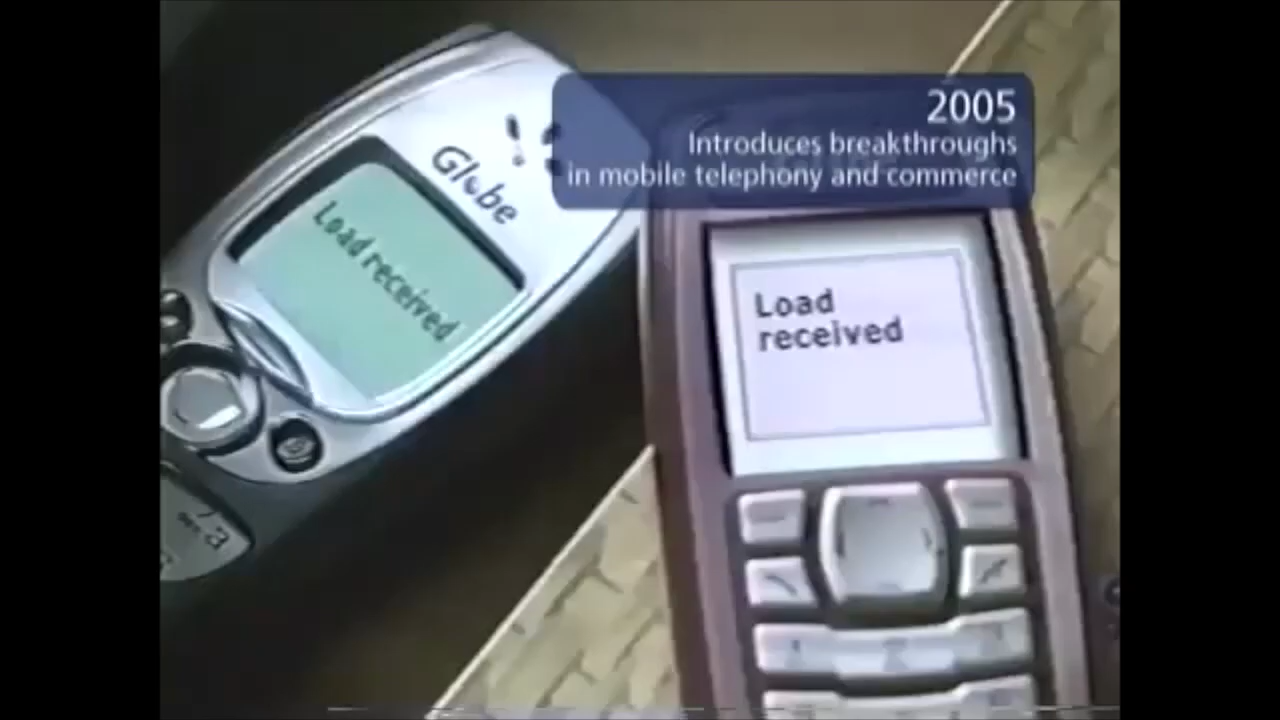 2005
Introduces breakthroughs
in mobile telephony and commerce
Globe
Load received
Load
received